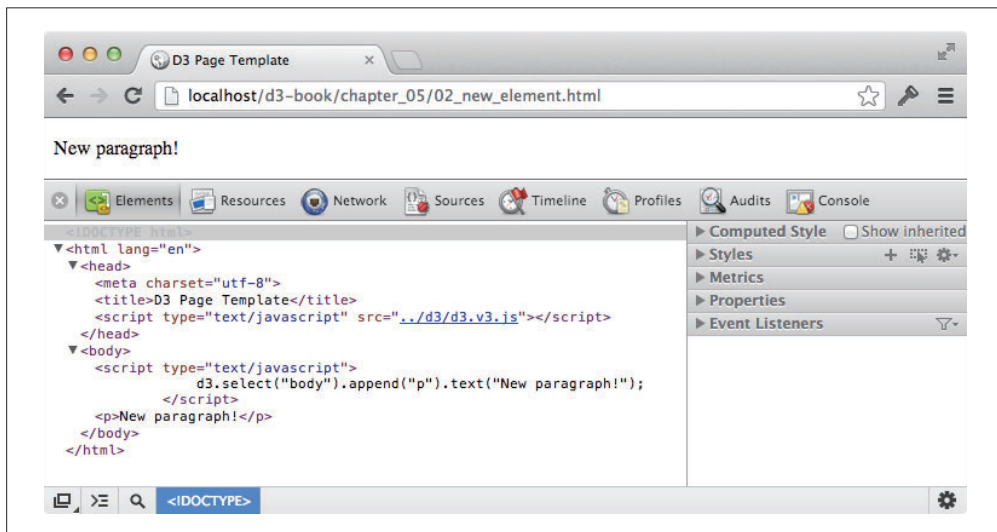 D3 Page Template
localhost/d3-book/chapter_05/02_new_element.html
New paragraph!
Elements Resources Network Sources Timeline Profiles Audits Console
<!DOCTYPE html>
<html lang="en">
<head>
<meta charset="utf-8">
<title>D3 Page Template</title>
<script type="text/javascript" src="../d3/d3.v3.js"></script>
</head>
<body>
<script type="text/javascript">
d3.select("body").append("p").text("New paragraph!");
</script>
<p>New paragraph!</p>
</body>
</html>
Computed Style Show inherited
Styles
Metrics
Properties
Event Listeners
<!DOCTYPE>